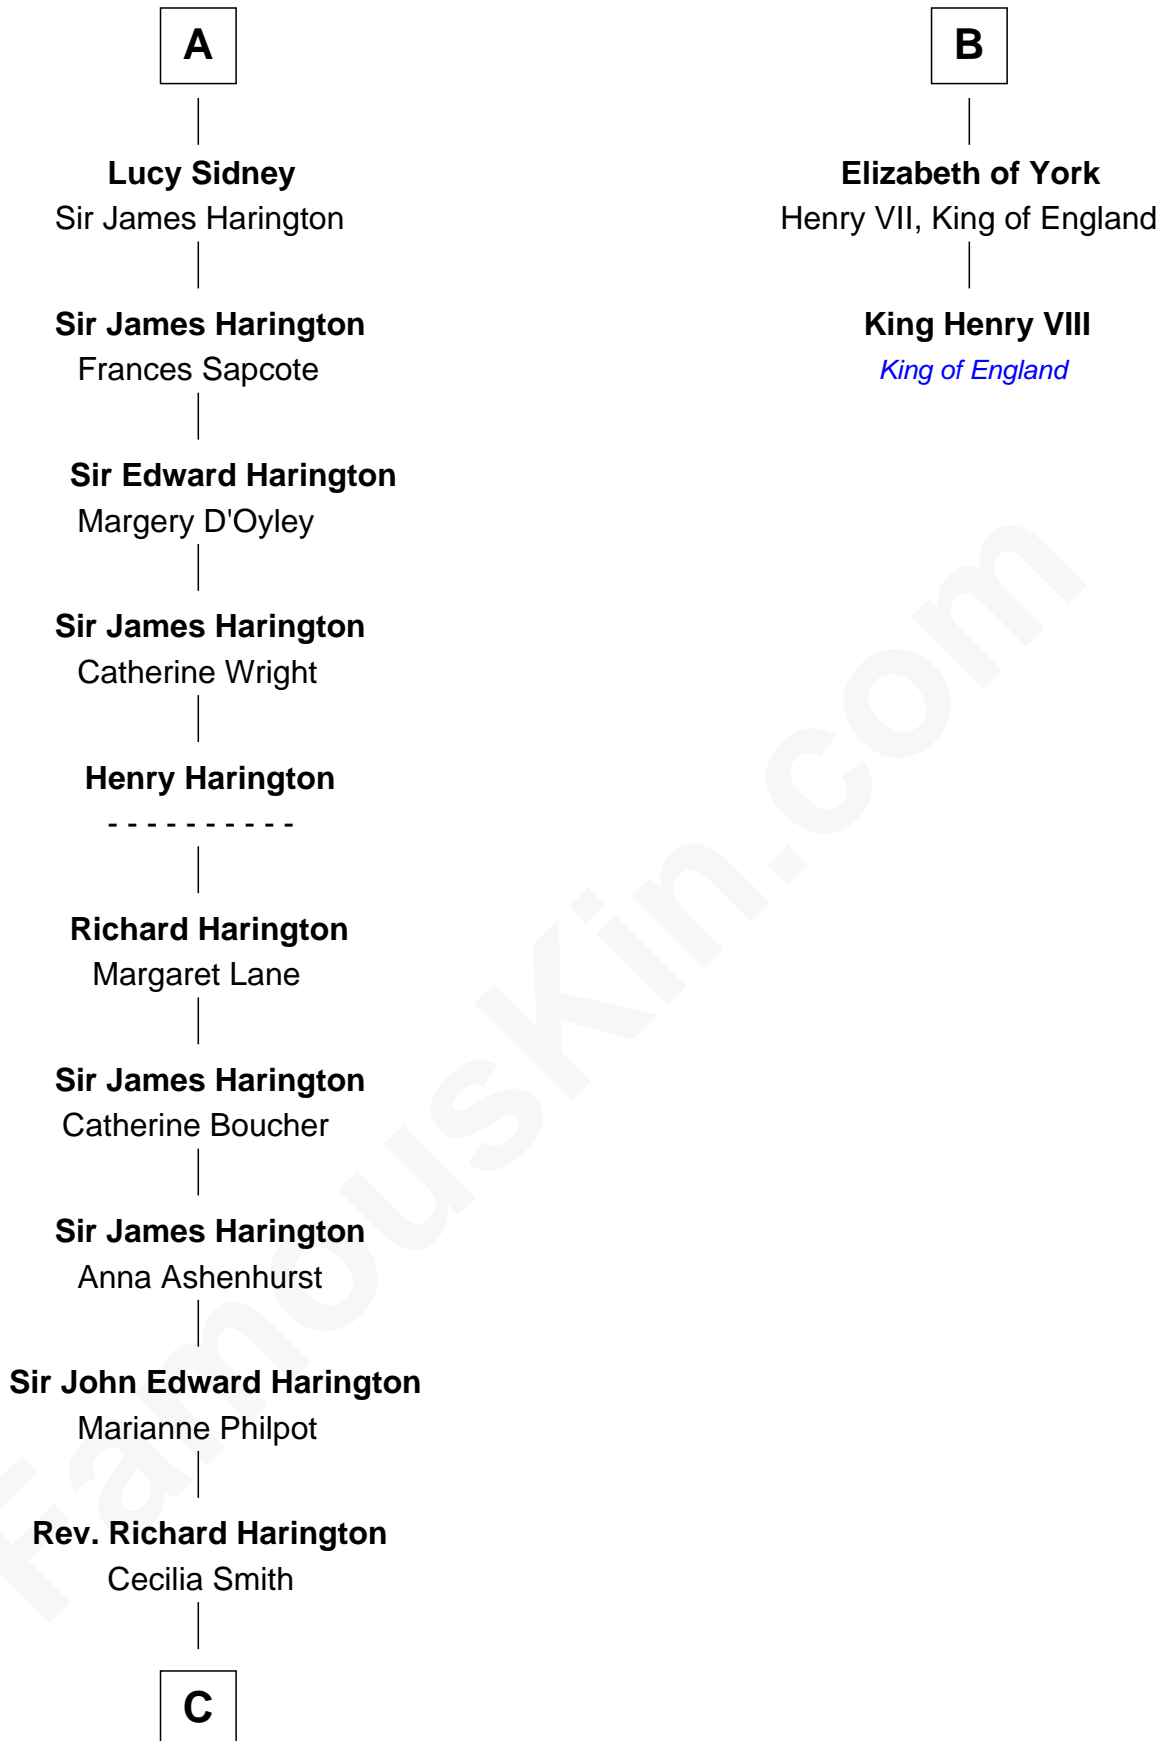 A
Lucy Sidney
Sir James Harington
Sir James Harington
Frances Sapcote
Sir Edward Harington
Margery D'Oyley
Sir James Harington
Catherine Wright
Henry Harington
- - - - - - - - - -
Richard Harington
Margaret Lane
Sir James Harington
Catherine Boucher
Sir James Harington
Anna Ashenhurst
Sir John Edward Harington
Marianne Philpot
Rev. Richard Harington
Cecilia Smith
C
B
Elizabeth of York
Henry VII, King of England
King Henry VIII
King of England
FamousKin.com